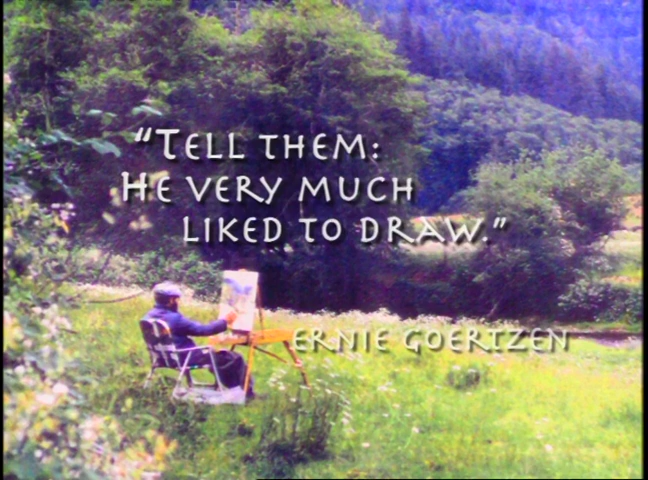 “Tell them:
He very much
liked to draw.”
Ernie Goertzen